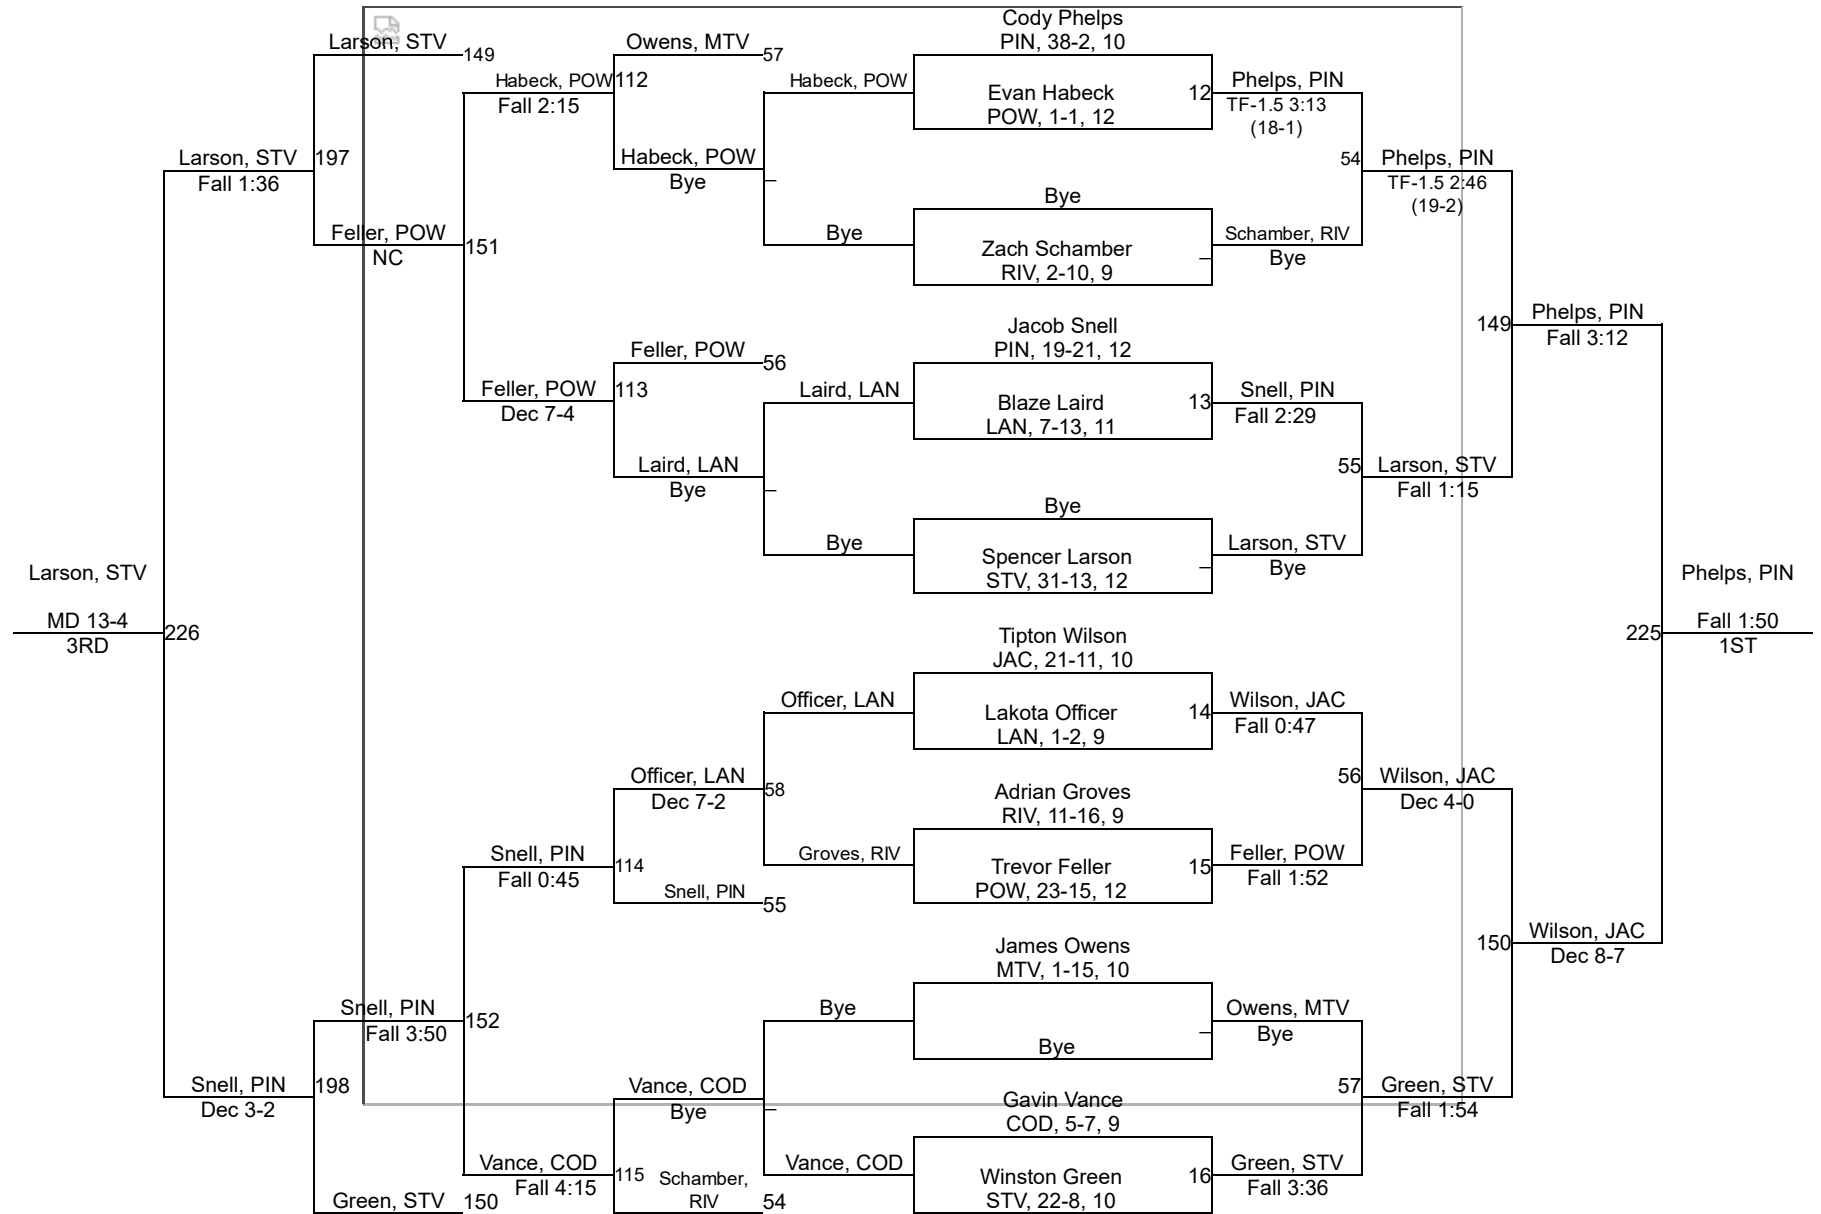 Cody Phelps
Larson, STV
149
Owens, MTV
57
PIN, 38-2, 10
Habeck, POW
112
Fall 2:15
Habeck, POW
Evan Habeck
POW, 1-1, 12
12
Phelps, PIN
TF-1.5 3:13
(18-1)
Larson, STV
197
Fall 1:36
Habeck, POW
Bye
54
Phelps, PIN
TF-1.5 2:46
(19-2)
Bye
Feller, POW
151
NC
Bye
Zach Schamber
RIV, 2-10, 9
Schamber, RIV
Bye
Jacob Snell
PIN, 19-21, 12
149
Phelps, PIN
Fall 3:12
Feller, POW
56
Feller, POW
113
Dec 7-4
Laird, LAN
Blaze Laird
LAN, 7-13, 11
13
Snell, PIN
Fall 2:29
Laird, LAN
Bye
55
Larson, STV
Fall 1:15
Bye
Bye
Spencer Larson
STV, 31-13, 12
Larson, STV
Bye
Larson, STV
MD 13-4
3RD
226
Phelps, PIN
225
Fall 1:50
1ST
Tipton Wilson
JAC, 21-11, 10
Officer, LAN
Lakota Officer
LAN, 1-2, 9
14
Wilson, JAC
Fall 0:47
Officer, LAN
Dec 7-2
58
Adrian Groves
RIV, 11-16, 9
56
Wilson, JAC
Dec 4-0
Snell, PIN
Fall 0:45
114
Groves, RIV
Trevor Feller
POW, 23-15, 12
15
Feller, POW
Fall 1:52
Snell, PIN
55
James Owens
MTV, 1-15, 10
150
Wilson, JAC
Dec 8-7
Snell, PIN
Fall 3:50
152
Bye
Bye
Owens, MTV
Bye
Snell, PIN
198
Dec 3-2
Vance, COD
Bye
Gavin Vance
COD, 5-7, 9
57
Green, STV
Fall 1:54
Vance, COD
Fall 4:15
115
Schamber,
RIV
54
Vance, COD
Winston Green
STV, 22-8, 10
16
Green, STV
Fall 3:36
Green, STV
150